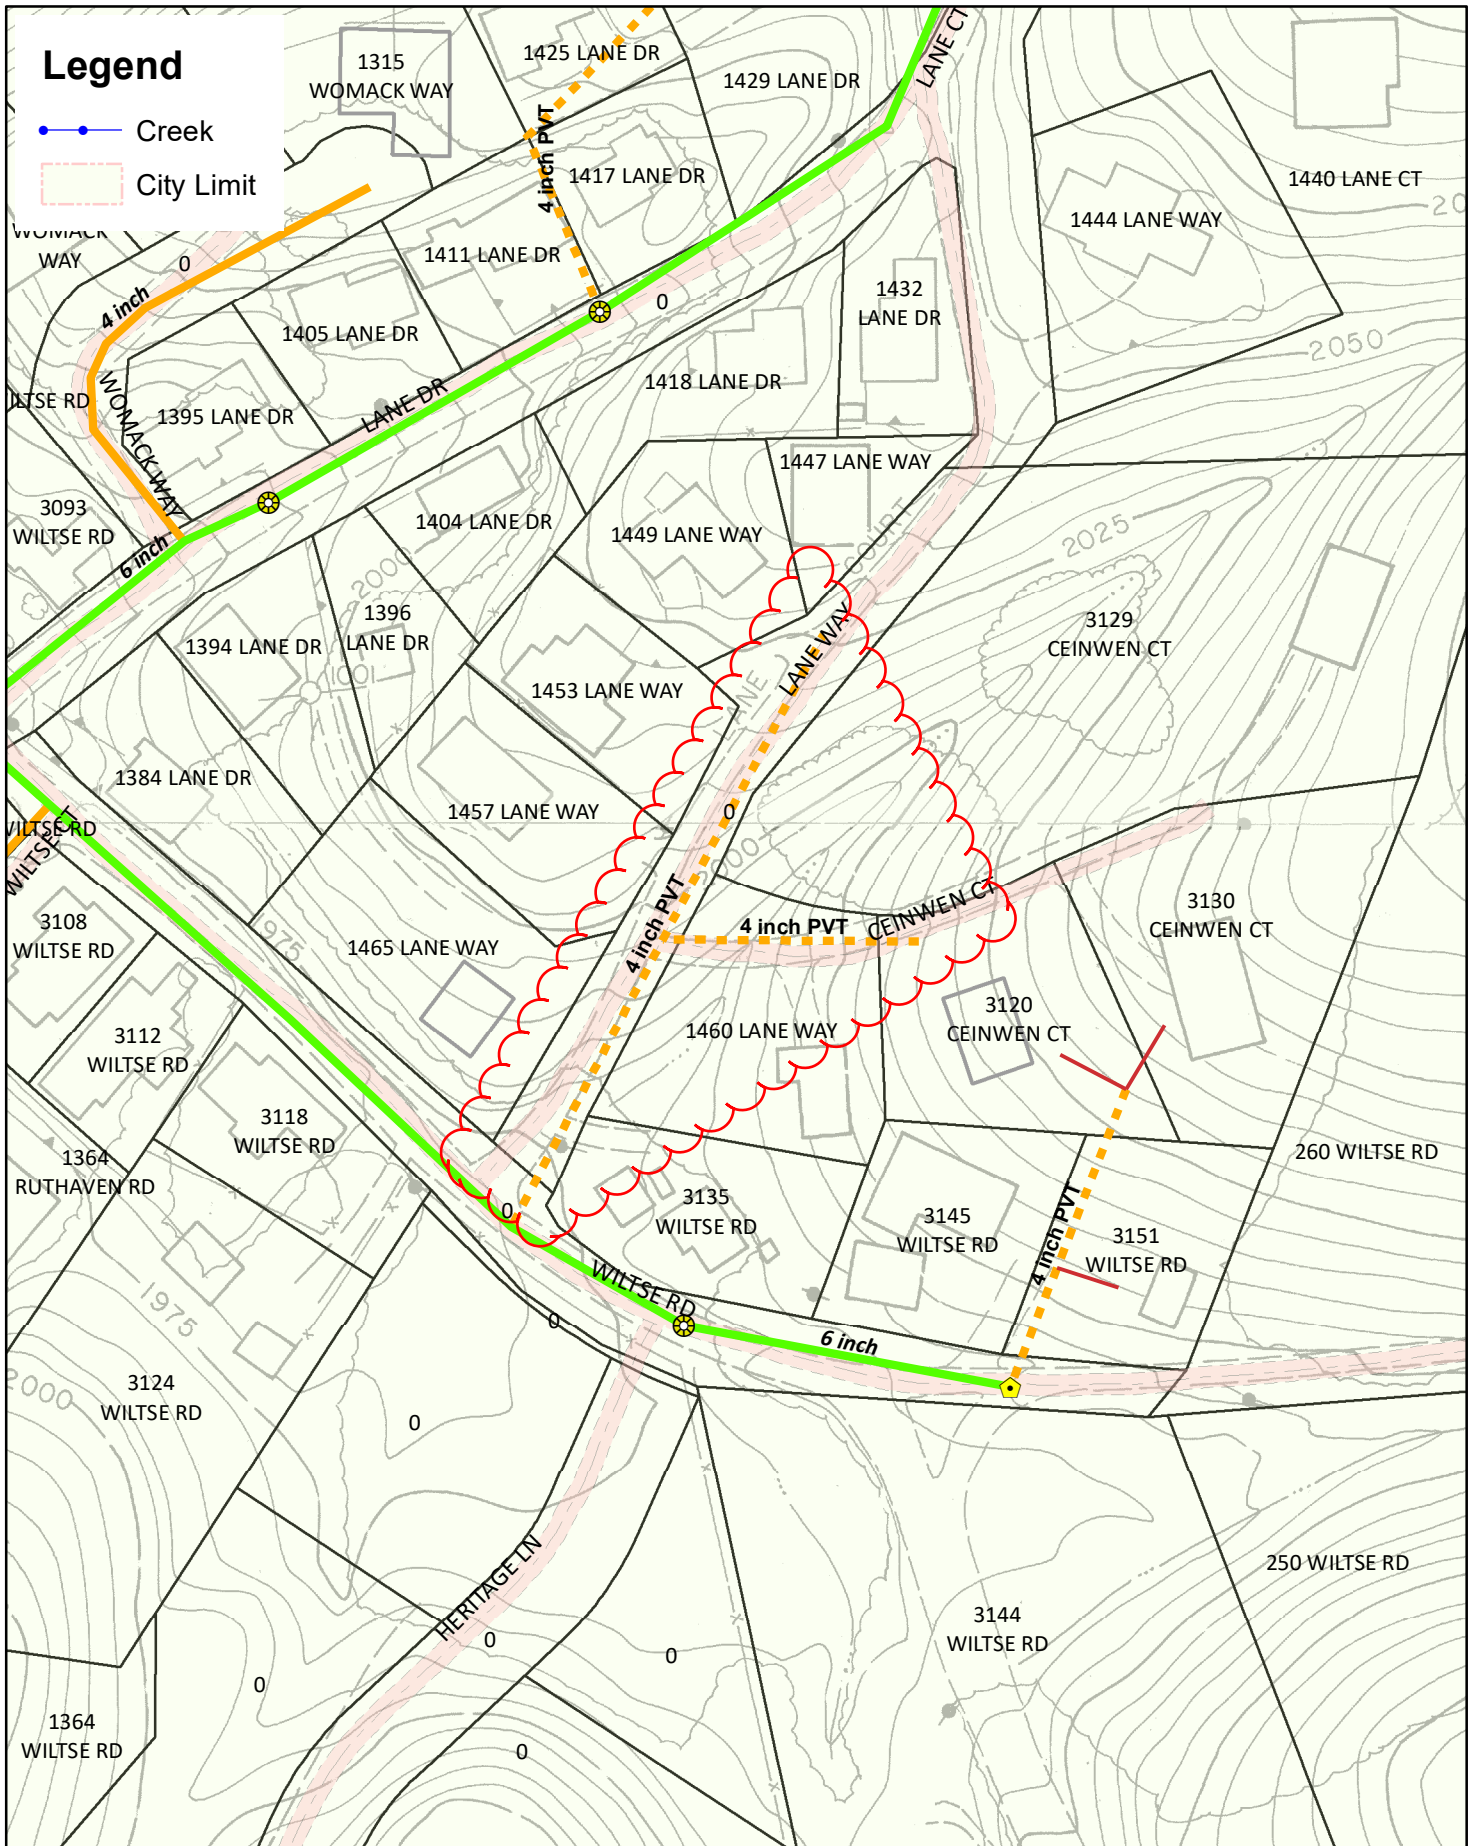 Legend
Creek
City Limit
1315
WOMACK WAY
1425 LANE DR
1429 LANE DR
LANE CT
4 inch PVT
1417 LANE DR
1440 LANE CT
1444 LANE WAY
WOMACK
WAY
0
1411 LANE DR
4 inch
1405 LANE DR
0
1432
LANE DR
2050
1418 LANE DR
ILTSE RD
WOMACK WAY
1395 LANE DR
LANE DR
1447 LANE WAY
3093
WILTSE RD
6 inch
1404 LANE DR
1449 LANE WAY
COURT
2025
2000
1396
LANE DR
1394 LANE DR
1001
3129
CEINWEN CT
LANE WAY
1453 LANE WAY
LANE
1384 LANE DR
1457 LANE WAY
0
WILTSE RD
WILTSE CT
2000
3108
WILTSE RD
1975
1465 LANE WAY
4 inch PVT
4 inch PVT
CEINWEN CT
3130
CEINWEN CT
3112
WILTSE RD
1460 LANE WAY
3120
CEINWEN CT
3118
WILTSE RD
1364
RUTHAVEN RD
260 WILTSE RD
0
3135
WILTSE RD
3145
WILTSE RD
4 inch PVT
3151
WILTSE RD
WILTSE RD
1975
0
6 inch
2000
3124
WILTSE RD
0
HERITAGE LN
250 WILTSE RD
3144
WILTSE RD
0
0
0
1364
WILTSE RD
0